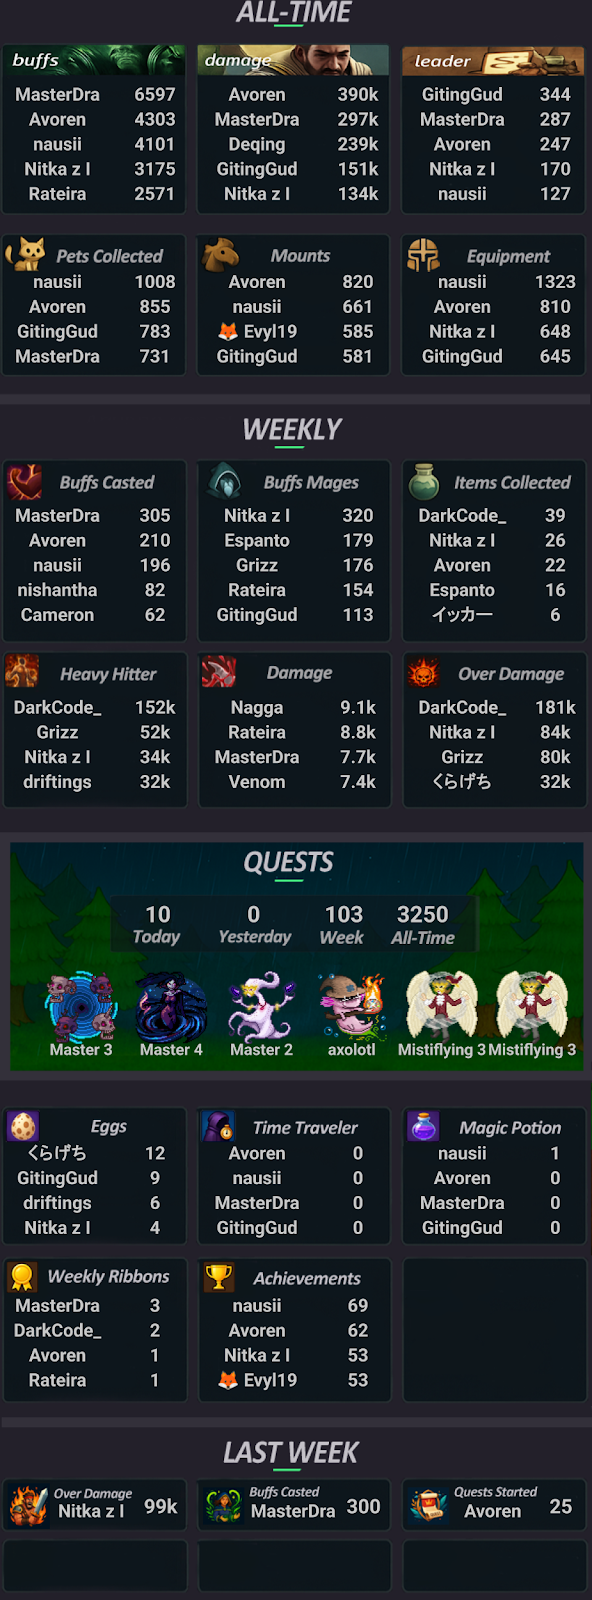 ALL-TIME
buffs
MasterDra 6597
Avoren 4303
nausii 4101
Nitka z I 3175
Rateira 2571
damage
Avoren 390k
MasterDra 297k
Deqing 239k
GitingGud 151k
Nitka z I 134k
leader
GitingGud 344
MasterDra 287
Avoren 247
Nitka z I 170
nausii 127
Pets Collected
nausii 1008
Avoren 855
GitingGud 783
MasterDra 731
Mounts
Avoren 820
nausii 661
🦊 Evyl19 585
GitingGud 581
Equipment
nausii 1323
Avoren 810
Nitka z I 648
GitingGud 645
WEEKLY
Buffs Casted
MasterDra 305
Avoren 210
nausii 196
nishantha 82
Cameron 62
Buffs Mages
Nitka z I 320
Espanto 179
Grizz 176
Rateira 154
GitingGud 113
Items Collected
DarkCode_ 39
Nitka z I 26
Avoren 22
Espanto 16
イッカー 6
Heavy Hitter
DarkCode_ 152k
Grizz 52k
Nitka z I 34k
driftings 32k
Damage
Nagga 9.1k
Rateira 8.8k
MasterDra 7.7k
Venom 7.4k
Over Damage
DarkCode_ 181k
Nitka z I 84k
Grizz 80k
くらげち 32k
QUESTS
10 0 103 3250
Today Yesterday Week All-Time
Master 3 Master 4 Master 2 axolotl Mistiflying 3 Mistiflying 3
Eggs
くらげち 12
GitingGud 9
driftings 6
Nitka z I 4
Time Traveler
Avoren 0
nausii 0
MasterDra 0
GitingGud 0
Magic Potion
nausii 1
Avoren 0
MasterDra 0
GitingGud 0
Weekly Ribbons
MasterDra 3
DarkCode_ 2
Avoren 1
Rateira 1
Achievements
nausii 69
Avoren 62
Nitka z I 53
🦊 Evyl19 53
LAST WEEK
Over Damage
Nitka z I 99k
Buffs Casted
MasterDra 300
Quests Started
Avoren 25